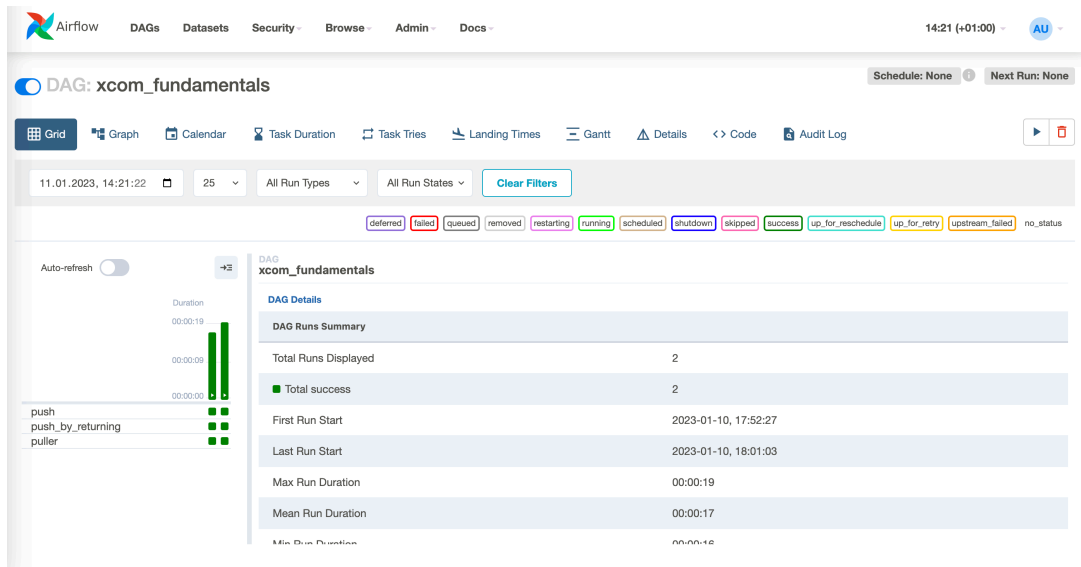 Airflow DAGs Datasets Security Browse Admin Docs 14:21 (+01:00) AU
DAG: xcom_fundamentals Schedule: None i Next Run: None
Grid Graph Calendar Task Duration Task Tries Landing Times Gantt Details <> Code Audit Log
11.01.2023, 14:21:22 25 All Run Types All Run States Clear Filters
deferred failed queued removed restarting running scheduled shutdown skipped success up_for_reschedule up_for_retry upstream_failed no_status
Auto-refresh
Duration
00:00:19
00:00:09
00:00:00
push
push_by_returning
puller
DAG
xcom_fundamentals
DAG Details
DAG Runs Summary
Total Runs Displayed 2
Total success 2
First Run Start 2023-01-10, 17:52:27
Last Run Start 2023-01-10, 18:01:03
Max Run Duration 00:00:19
Mean Run Duration 00:00:17
Min Run Duration 00:00:16